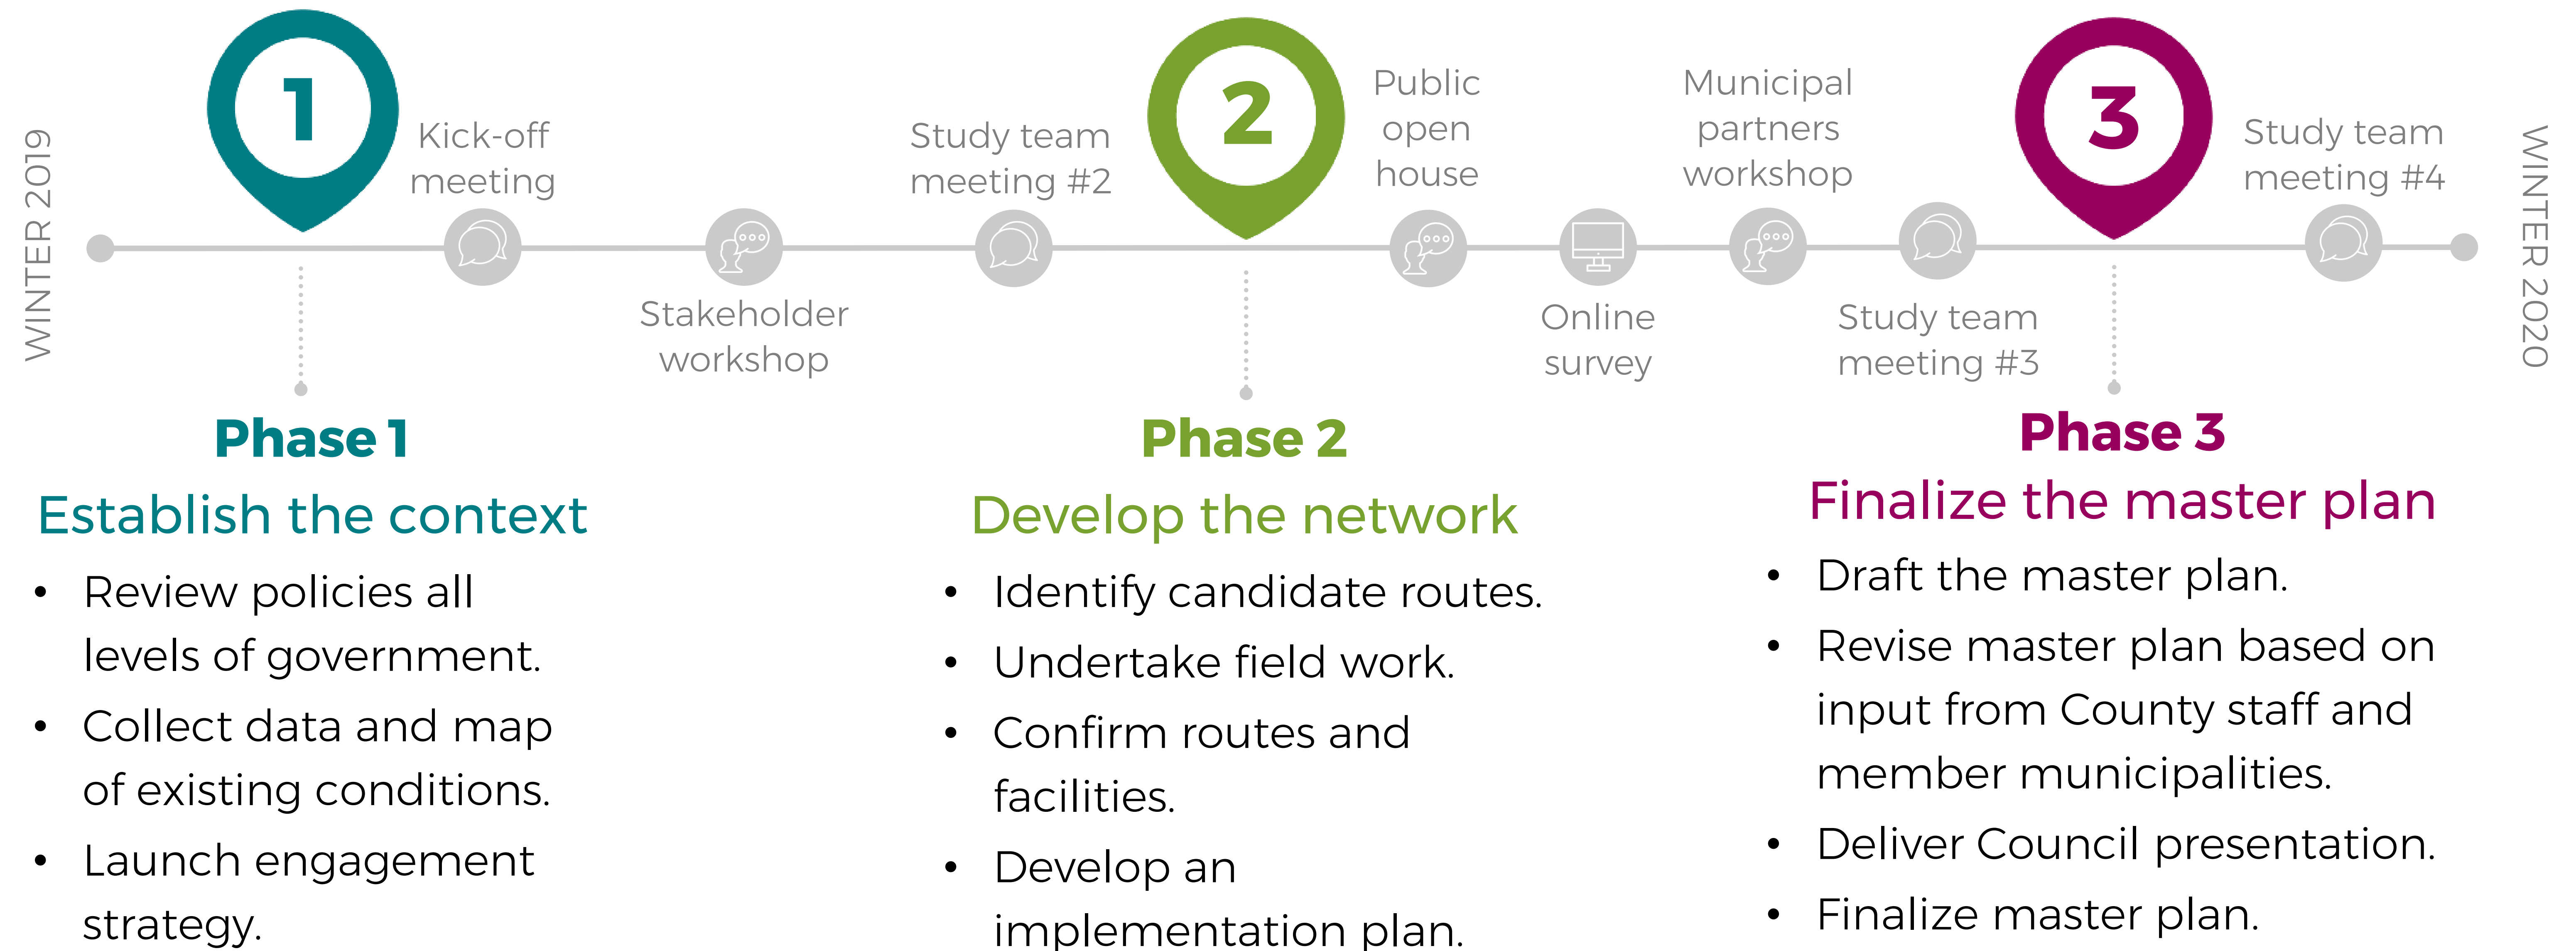 WINTER 2019
1
Kick-off
meeting
Stakeholder
workshop
Study team
meeting #2
2
Public
open
house
Online
survey
Municipal
partners
workshop
Study team
meeting #3
3
Study team
meeting #4
WINTER 2020
Phase 1
Establish the context
• Review policies all
levels of government.
• Collect data and map
of existing conditions.
• Launch engagement
strategy.
Phase 2
Develop the network
• Identify candidate routes.
• Undertake field work.
• Confirm routes and
facilities.
• Develop an
implementation plan.
Phase 3
Finalize the master plan
• Draft the master plan.
• Revise master plan based on
input from County staff and
member municipalities.
• Deliver Council presentation.
• Finalize master plan.